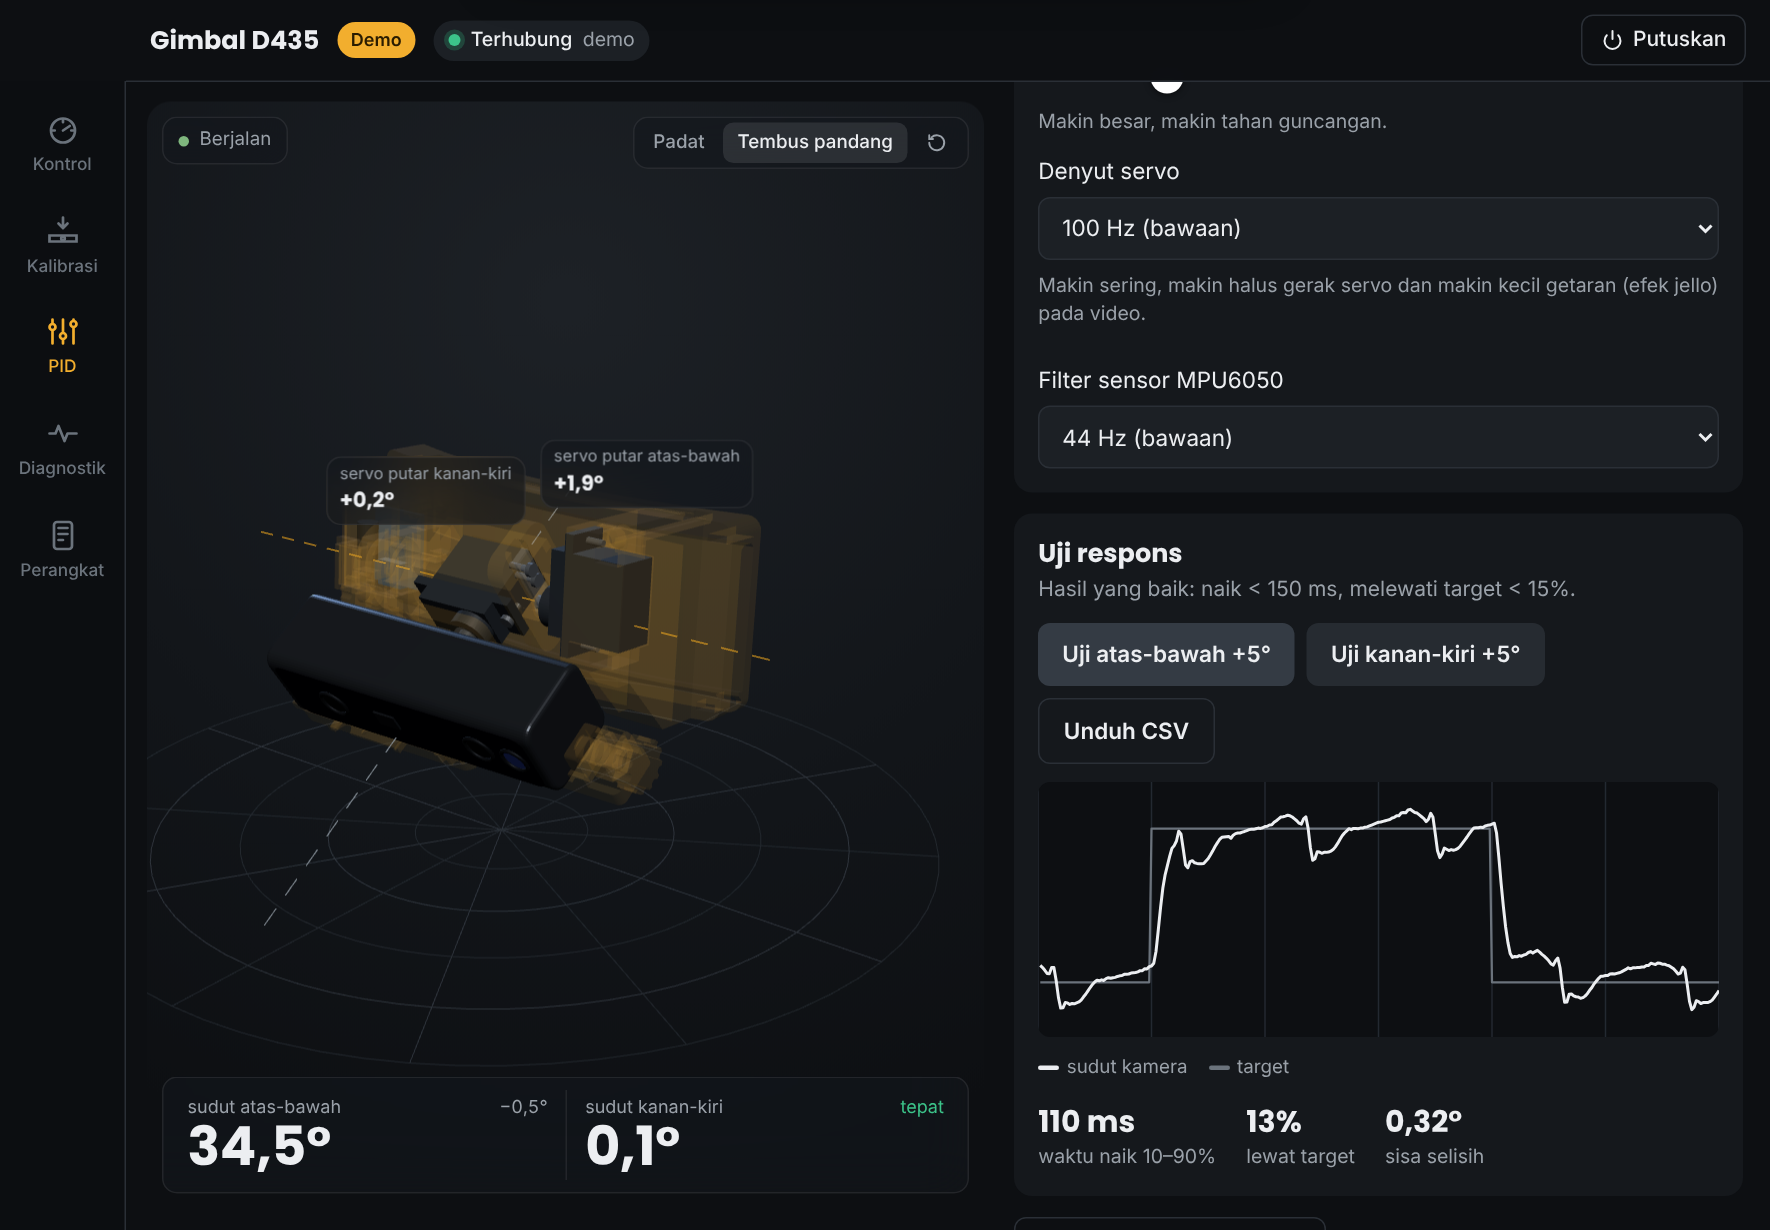 Gimbal D435
Demo
Terhubung demo
Putuskan
Kontrol
Kalibrasi
PID
Diagnostik
Perangkat
Berjalan
Padat
Tembus pandang
servo putar kanan-kiri
+0,2°
servo putar atas-bawah
+1,9°
sudut atas-bawah
−0,5°
34,5°
sudut kanan-kiri
tepat
0,1°
Makin besar, makin tahan guncangan.
Denyut servo
100 Hz (bawaan)
Makin sering, makin halus gerak servo dan makin kecil getaran (efek jello)
pada video.
Filter sensor MPU6050
44 Hz (bawaan)
Uji respons
Hasil yang baik: naik < 150 ms, melewati target < 15%.
Uji atas-bawah +5°
Uji kanan-kiri +5°
Unduh CSV
sudut kamera
target
110 ms
waktu naik 10–90%
13%
lewat target
0,32°
sisa selisih